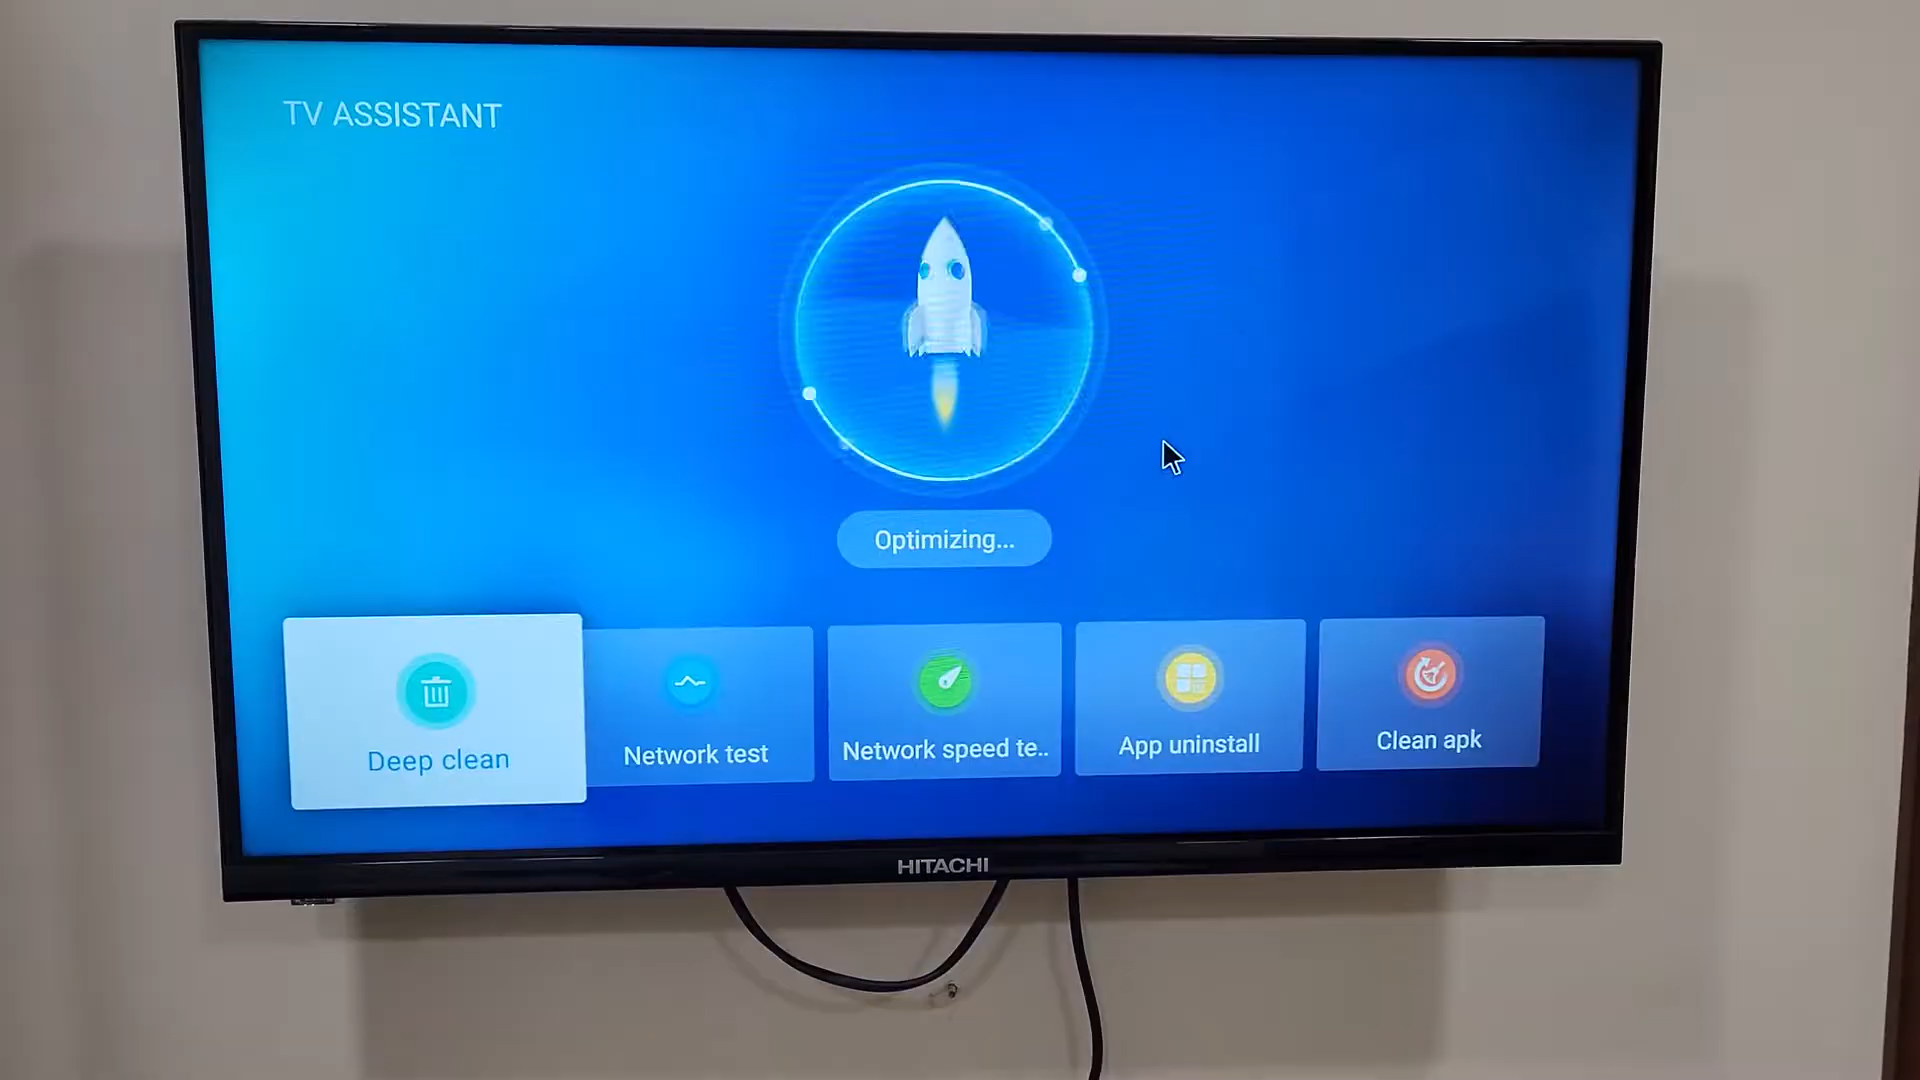 TV ASSISTANT
Optimizing...
Deep clean
Network test
Network speed te..
App uninstall
Clean apk
HITACHI